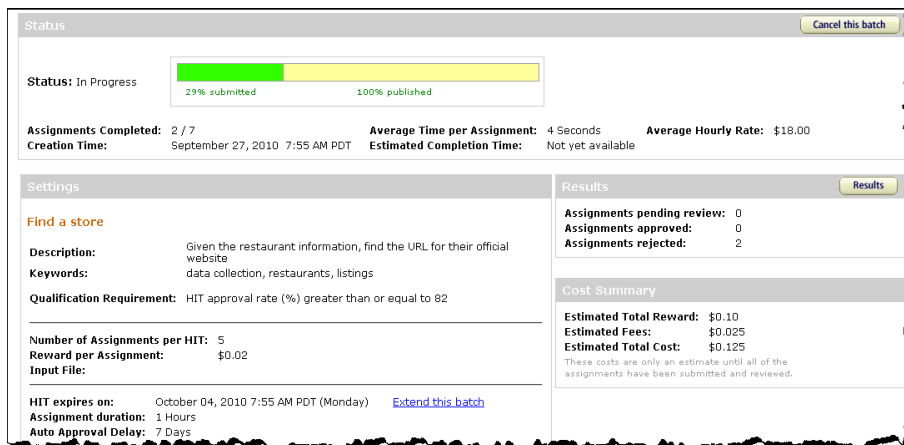 Status
Cancel this batch
Status: In Progress
29% submitted
100% published
Assignments Completed: 2 / 7
Average Time per Assignment: 4 Seconds
Average Hourly Rate: $18.00
Creation Time: September 27, 2010 7:55 AM PDT
Estimated Completion Time: Not yet available
Settings
Find a store
Description: Given the restaurant information, find the URL for their official
website
Keywords: data collection, restaurants, listings
Qualification Requirement: HIT approval rate (%) greater than or equal to 82
Number of Assignments per HIT: 5
Reward per Assignment: $0.02
Input File:
HIT expires on: October 04, 2010 7:55 AM PDT (Monday) Extend this batch
Assignment duration: 1 Hours
Auto Approval Delay: 7 Days
Results
Results
Assignments pending review: 0
Assignments approved: 0
Assignments rejected: 2
Cost Summary
Estimated Total Reward: $0.10
Estimated Fees: $0.025
Estimated Total Cost: $0.125
These costs are only an estimate until all of the
assignments have been submitted and reviewed.